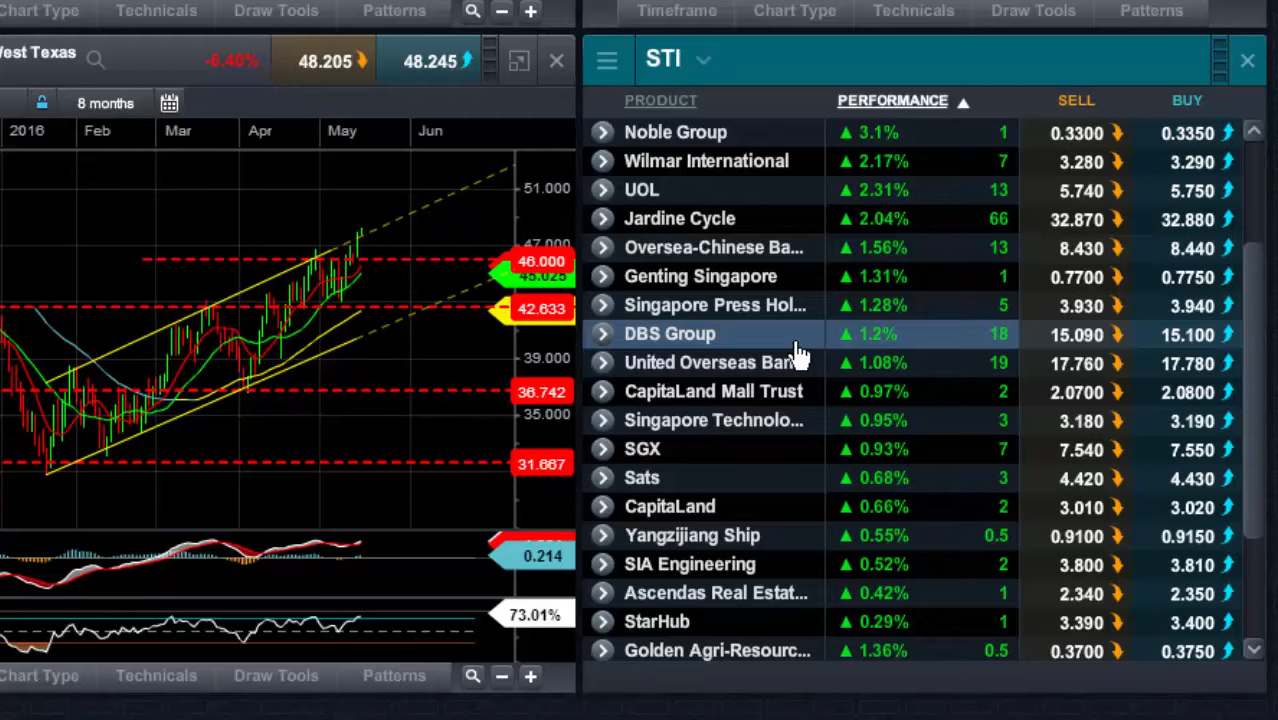 Chart Type Technicals Draw Tools Patterns
West Texas -6.40% 48.205 48.245
8 months
2016 Feb Mar Apr May Jun
51.000
47.000
46.000
45.025
42.633
39.000
36.742
35.000
31.667
0.214
73.01%
Chart Type Technicals Draw Tools Patterns
Timeframe Chart Type Technicals Draw Tools Patterns
STI
PRODUCT PERFORMANCE SELL BUY
Noble Group 3.1% 1 0.3300 0.3350
Wilmar International 2.17% 7 3.280 3.290
UOL 2.31% 13 5.740 5.750
Jardine Cycle 2.04% 66 32.870 32.880
Oversea-Chinese Ba... 1.56% 13 8.430 8.440
Genting Singapore 1.31% 1 0.7700 0.7750
Singapore Press Hol... 1.28% 5 3.930 3.940
DBS Group 1.2% 18 15.090 15.100
United Overseas Ban 1.08% 19 17.760 17.780
CapitaLand Mall Trust 0.97% 2 2.0700 2.0800
Singapore Technolo... 0.95% 3 3.180 3.190
SGX 0.93% 7 7.540 7.550
Sats 0.68% 3 4.420 4.430
CapitaLand 0.66% 2 3.010 3.020
Yangzijiang Ship 0.55% 0.5 0.9100 0.9150
SIA Engineering 0.52% 2 3.800 3.810
Ascendas Real Estat... 0.42% 1 2.340 2.350
StarHub 0.29% 1 3.390 3.400
Golden Agri-Resourc... 1.36% 0.5 0.3700 0.3750